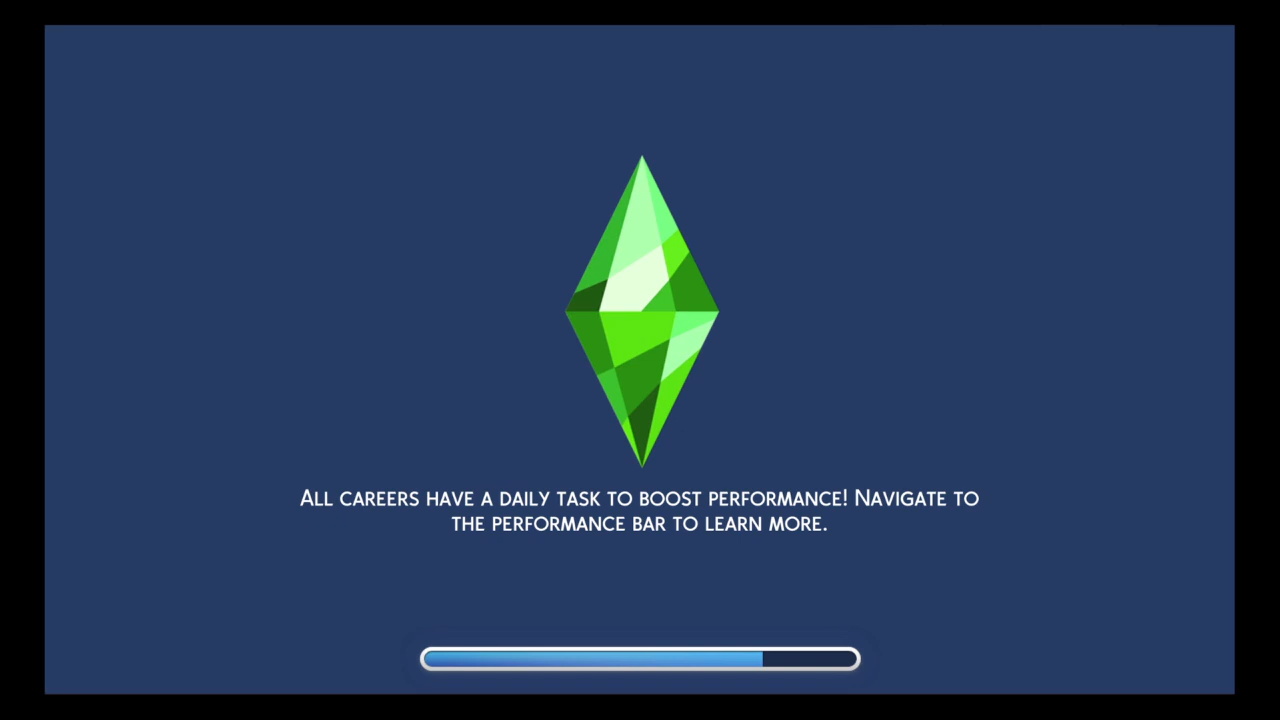 All careers have a daily task to boost performance! Navigate to
the performance bar to learn more.